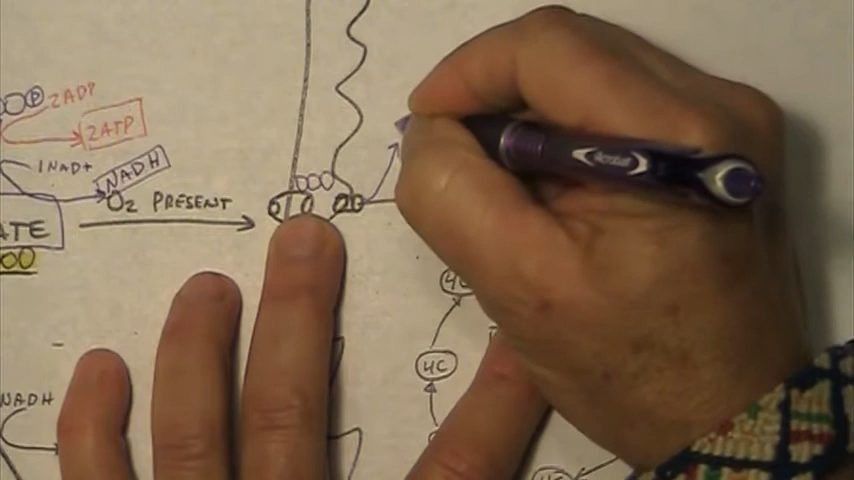 P
2ADP
2ATP
1NAD+
NADH
O₂ PRESENT
ATE
4C
4C
NADH